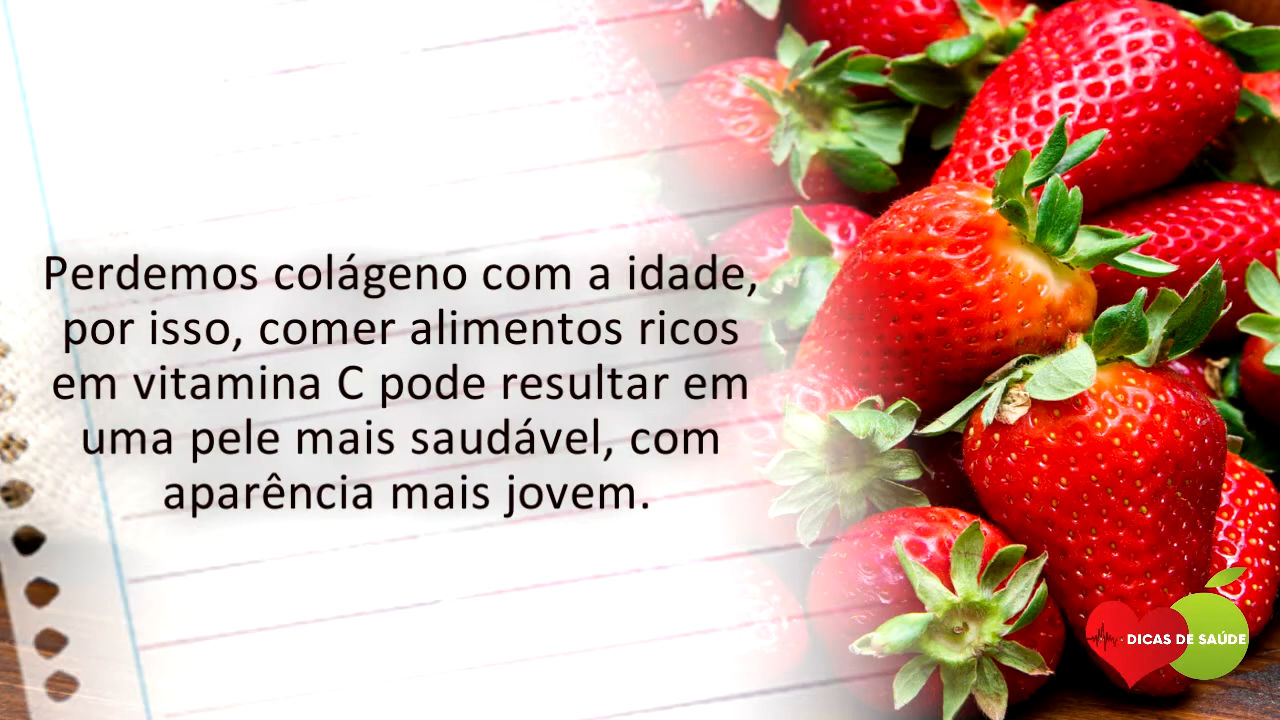 Perdemos colágeno com a idade,
por isso, comer alimentos ricos
em vitamina C pode resultar em
uma pele mais saudável, com
aparência mais jovem.
DICAS DE SAÚDE